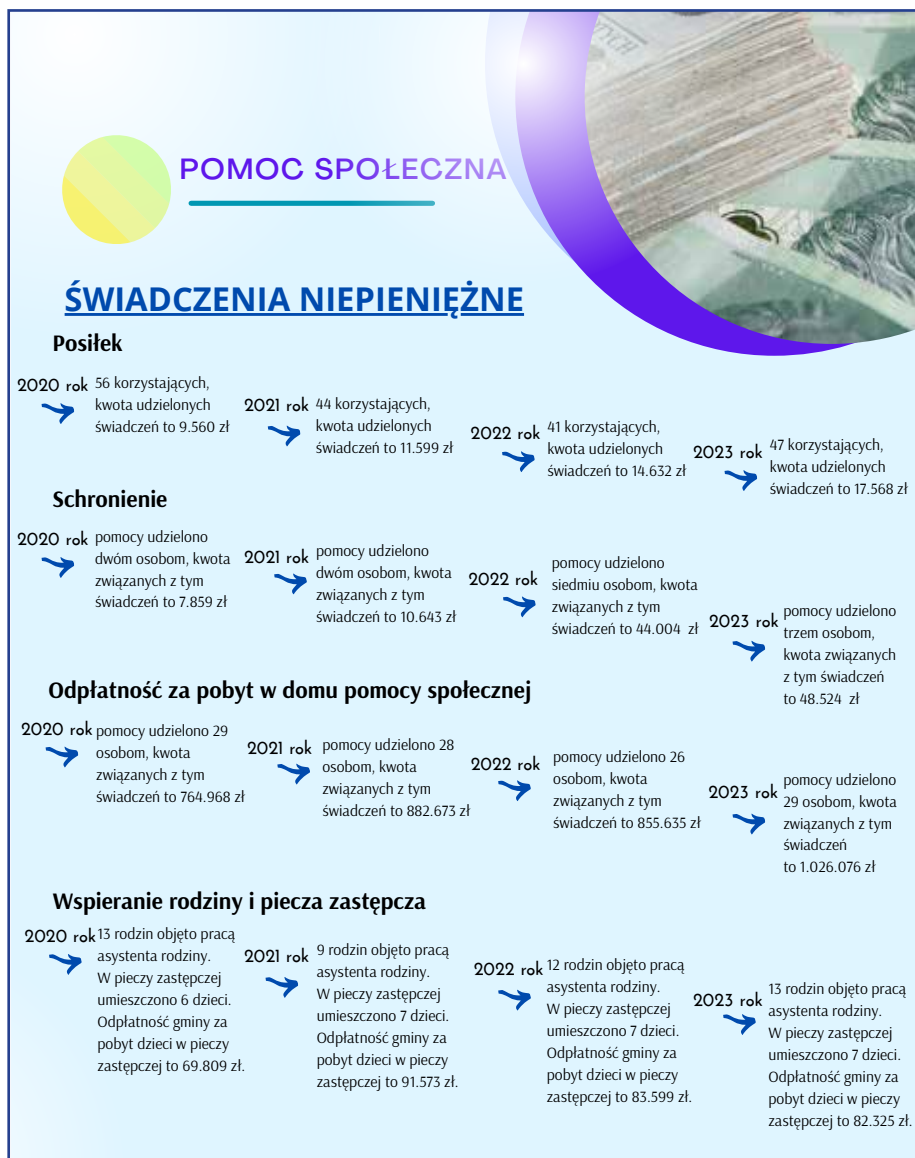 POMOC SPOŁECZNA
ŚWIADCZENIA NIEPIENIĘŻNE
Posiłek
2020 rok
56 korzystających,
kwota udzielonych
świadczeń to 9.560 zł
2021 rok
44 korzystających,
kwota udzielonych
świadczeń to 11.599 zł
2022 rok
41 korzystających,
kwota udzielonych
świadczeń to 14.632 zł
2023 rok
47 korzystających,
kwota udzielonych
świadczeń to 17.568 zł
Schronienie
2020 rok
pomocy udzielono
dwóm osobom, kwota
związanych z tym
świadczeń to 7.859 zł
2021 rok
pomocy udzielono
dwóm osobom, kwota
związanych z tym
świadczeń to 10.643 zł
2022 rok
pomocy udzielono
siedmiu osobom, kwota
związanych z tym
świadczeń to 44.004 zł
2023 rok
pomocy udzielono
trzem osobom,
kwota związanych
z tym świadczeń
to 48.524 zł
Odpłatność za pobyt w domu pomocy społecznej
2020 rok
pomocy udzielono 29
osobom, kwota
związanych z tym
świadczeń to 764.968 zł
2021 rok
pomocy udzielono 28
osobom, kwota
związanych z tym
świadczeń to 882.673 zł
2022 rok
pomocy udzielono 26
osobom, kwota
związanych z tym
świadczeń to 855.635 zł
2023 rok
pomocy udzielono
29 osobom, kwota
związanych z tym
świadczeń
to 1.026.076 zł
Wspieranie rodziny i piecza zastępcza
2020 rok
13 rodzin objęto pracą
asystenta rodziny.
W pieczy zastępczej
umieszczono 6 dzieci.
Odpłatność gminy za
pobyt dzieci w pieczy
zastępczej to 69.809 zł.
2021 rok
9 rodzin objęto pracą
asystenta rodziny.
W pieczy zastępczej
umieszczono 7 dzieci.
Odpłatność gminy za
pobyt dzieci w pieczy
zastępczej to 91.573 zł.
2022 rok
12 rodzin objęto pracą
asystenta rodziny.
W pieczy zastępczej
umieszczono 7 dzieci.
Odpłatność gminy za
pobyt dzieci w pieczy
zastępczej to 83.599 zł.
2023 rok
13 rodzin objęto pracą
asystenta rodziny.
W pieczy zastępczej
umieszczono 7 dzieci.
Odpłatność gminy za
pobyt dzieci w pieczy
zastępczej to 82.325 zł.